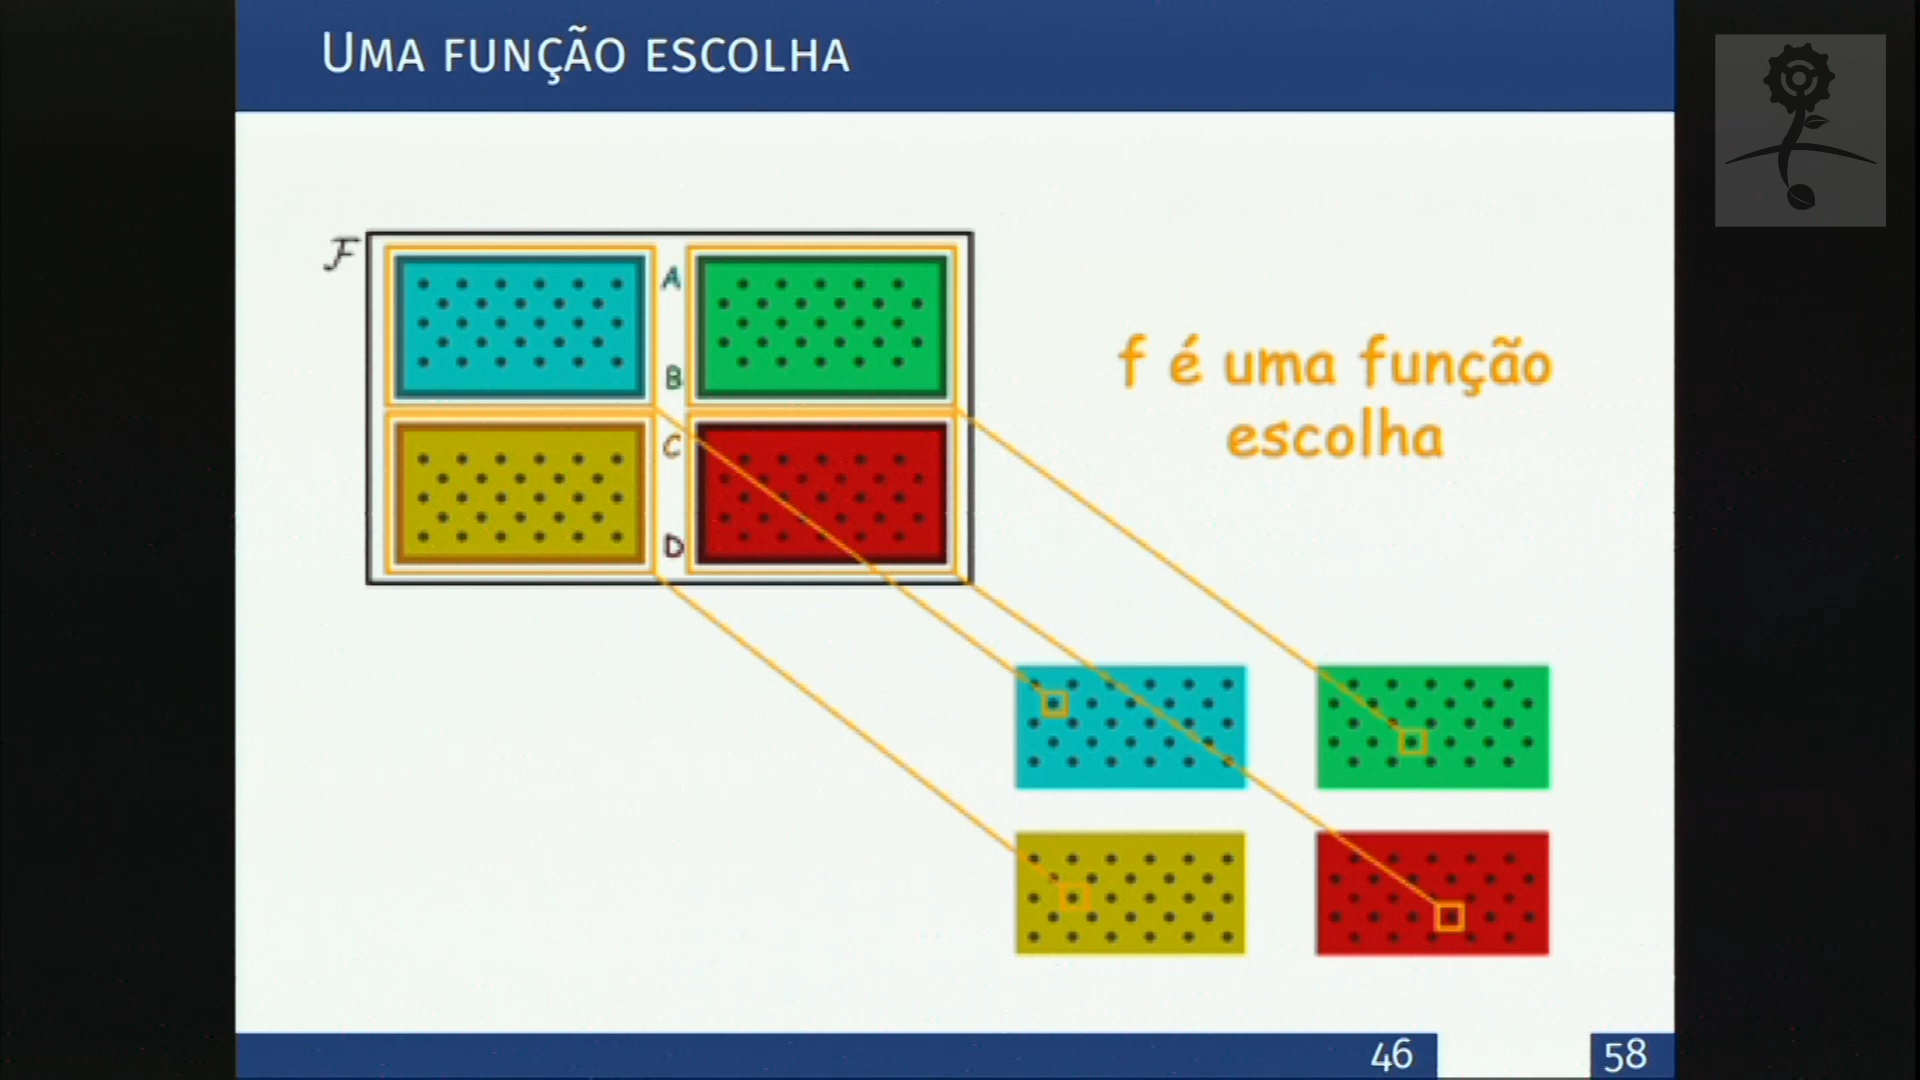 UMA FUNÇÃO ESCOLHA
ℱ
A
B
C
D
f é uma função
escolha
46
58